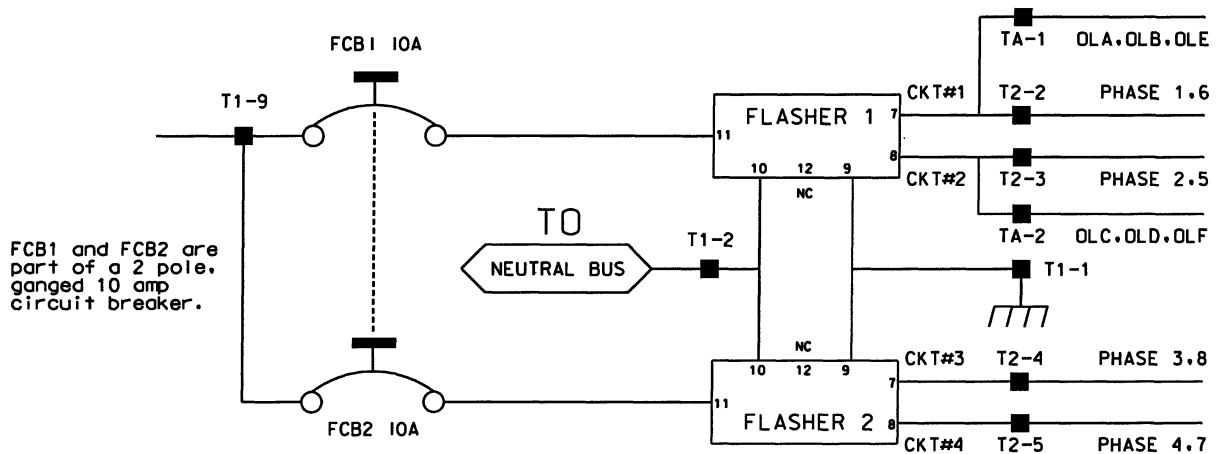 FCB1 10A
T1-9
FCB1 and FCB2 are
part of a 2 pole.
ganged 10 amp
circuit breaker.
FCB2 10A
TO
NEUTRAL BUS
T1-2
11
FLASHER 1
7
8
10
12
9
NC
CKT#1
CKT#2
TA-1
OLA.OLB.OLE
T2-2
PHASE 1.6
T2-3
PHASE 2.5
TA-2
OLC.OLD.OLF
T1-1
NC
10
12
9
11
FLASHER 2
7
8
CKT#3
T2-4
PHASE 3.8
CKT#4
T2-5
PHASE 4.7